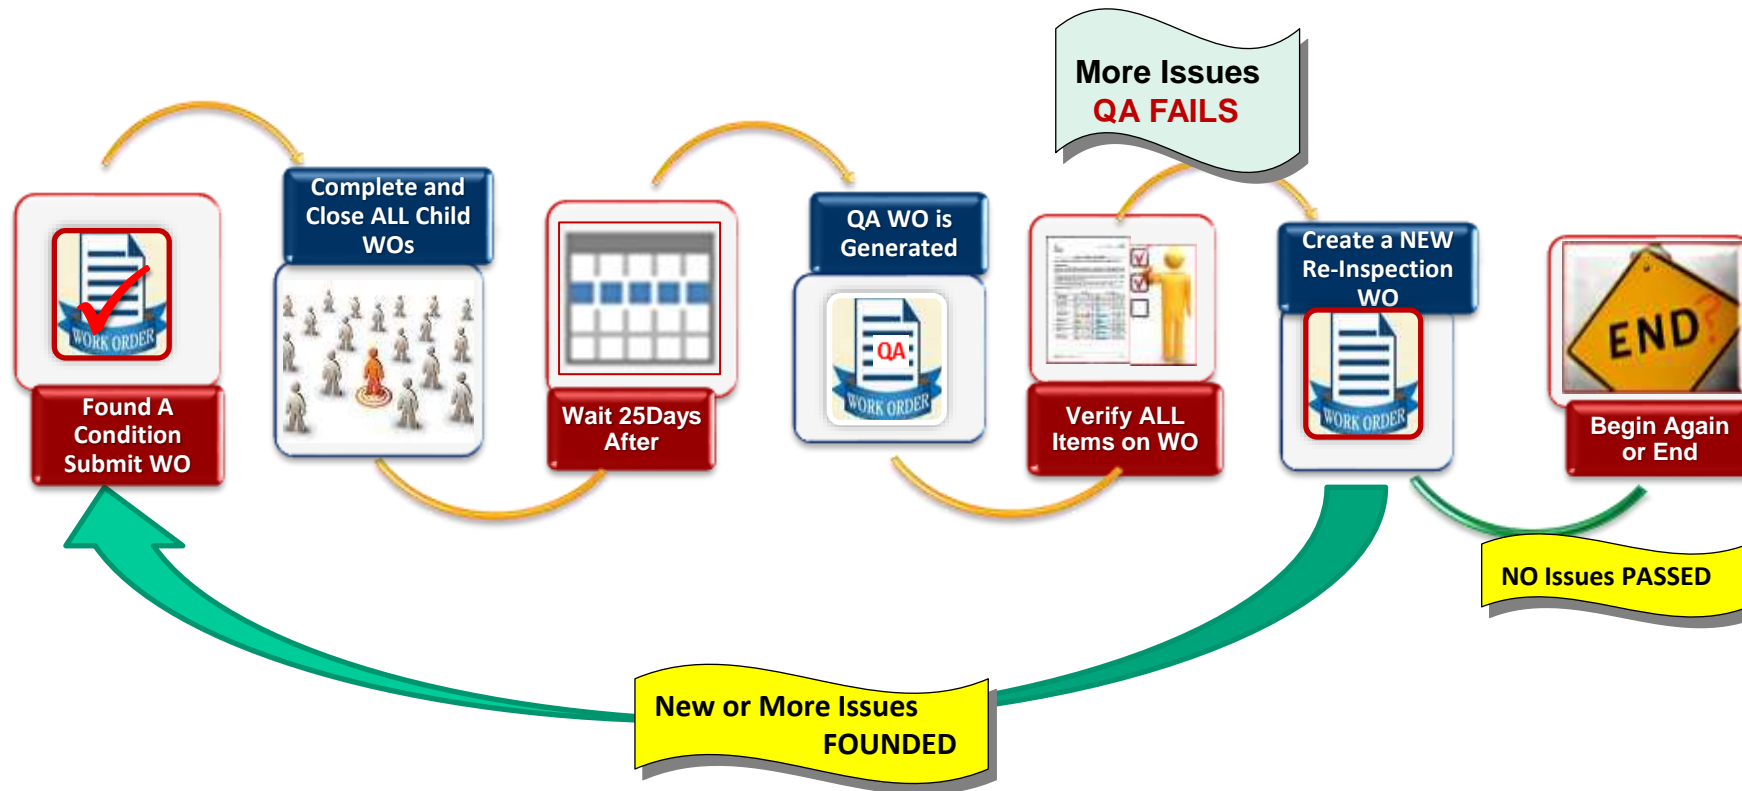 More Issues
QA FAILS
WORK ORDER
Found A
Condition
Submit WO
Complete and
Close ALL Child
WOs
Wait 25Days
After
QA WO is
Generated
QA
WORK ORDER
Verify ALL
Items on WO
Create a NEW
Re-Inspection
WO
WORK ORDER
END?
Begin Again
or End
NO Issues PASSED
New or More Issues
FOUNDED